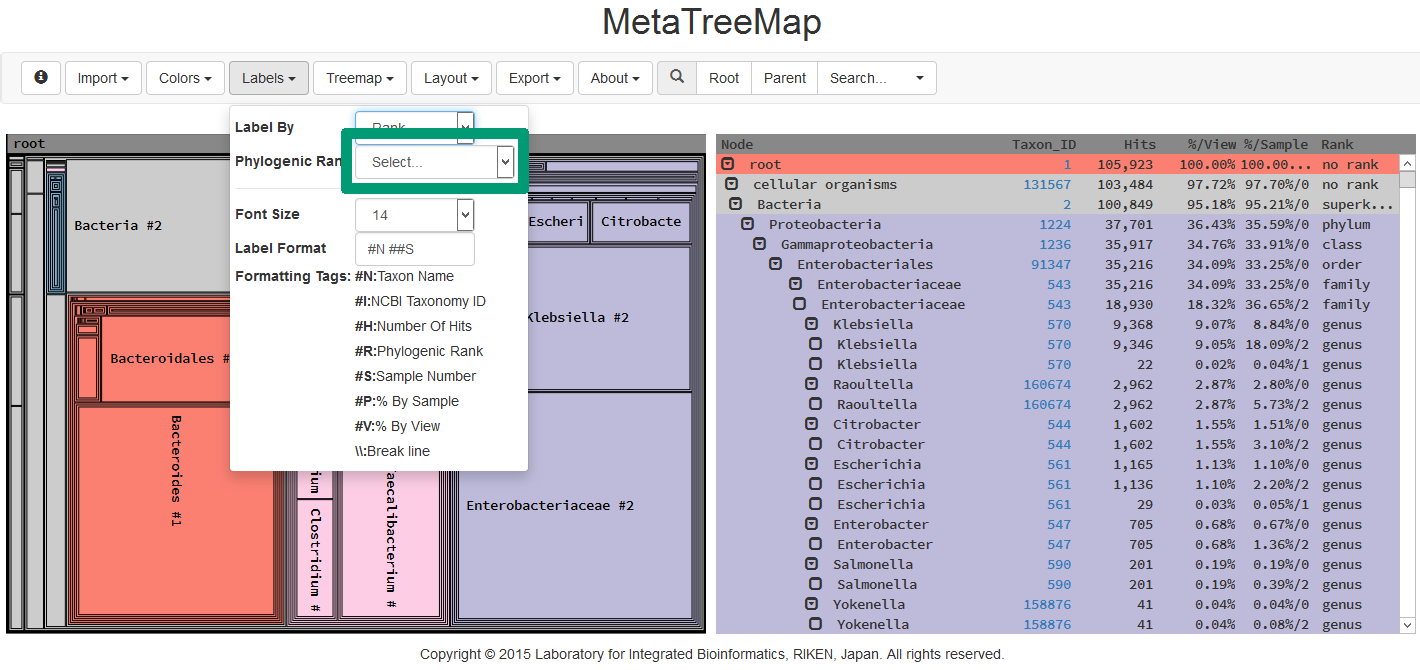 MetaTreeMap
Import Colors Labels Treemap Layout Export About Root Parent Search...
root
Bacteria #2
Bacteroidales #
Bacteroides #1
Clostridium #
Escheri
Citrobacte
Klebsiella #2
Enterobacteriaceae #2
Label By Rank
Phylogenic Ran Select...
Font Size 14
Label Format #N ##S
Formatting Tags: #N:Taxon Name
#I:NCBI Taxonomy ID
#H:Number Of Hits
#R:Phylogenic Rank
#S:Sample Number
#P:% By Sample
#V:% By View
\\:Break line
Node Taxon_ID Hits %/View %/Sample Rank
root 1 105,923 100.00% 100.00... no rank
cellular organisms 131567 103,484 97.72% 97.70%/0 no rank
Bacteria 2 100,849 95.18% 95.21%/0 superk...
Proteobacteria 1224 37,701 36.43% 35.59%/0 phylum
Gammaproteobacteria 1236 35,917 34.76% 33.91%/0 class
Enterobacteriales 91347 35,216 34.09% 33.25%/0 order
Enterobacteriaceae 543 35,216 34.09% 33.25%/0 family
Enterobacteriaceae 543 18,930 18.32% 36.65%/2 family
Klebsiella 570 9,368 9.07% 8.84%/0 genus
Klebsiella 570 9,346 9.05% 18.09%/2 genus
Klebsiella 570 22 0.02% 0.04%/1 genus
Raoultella 160674 2,962 2.87% 2.80%/0 genus
Raoultella 160674 2,962 2.87% 5.73%/2 genus
Citrobacter 544 1,602 1.55% 1.51%/0 genus
Citrobacter 544 1,602 1.55% 3.10%/2 genus
Escherichia 561 1,165 1.13% 1.10%/0 genus
Escherichia 561 1,136 1.10% 2.20%/2 genus
Escherichia 561 29 0.03% 0.05%/1 genus
Enterobacter 547 705 0.68% 0.67%/0 genus
Enterobacter 547 705 0.68% 1.36%/2 genus
Salmonella 590 201 0.19% 0.19%/0 genus
Salmonella 590 201 0.19% 0.39%/2 genus
Yokenella 158876 41 0.04% 0.04%/0 genus
Yokenella 158876 41 0.04% 0.08%/2 genus
Copyright © 2015 Laboratory for Integrated Bioinformatics, RIKEN, Japan. All rights reserved.